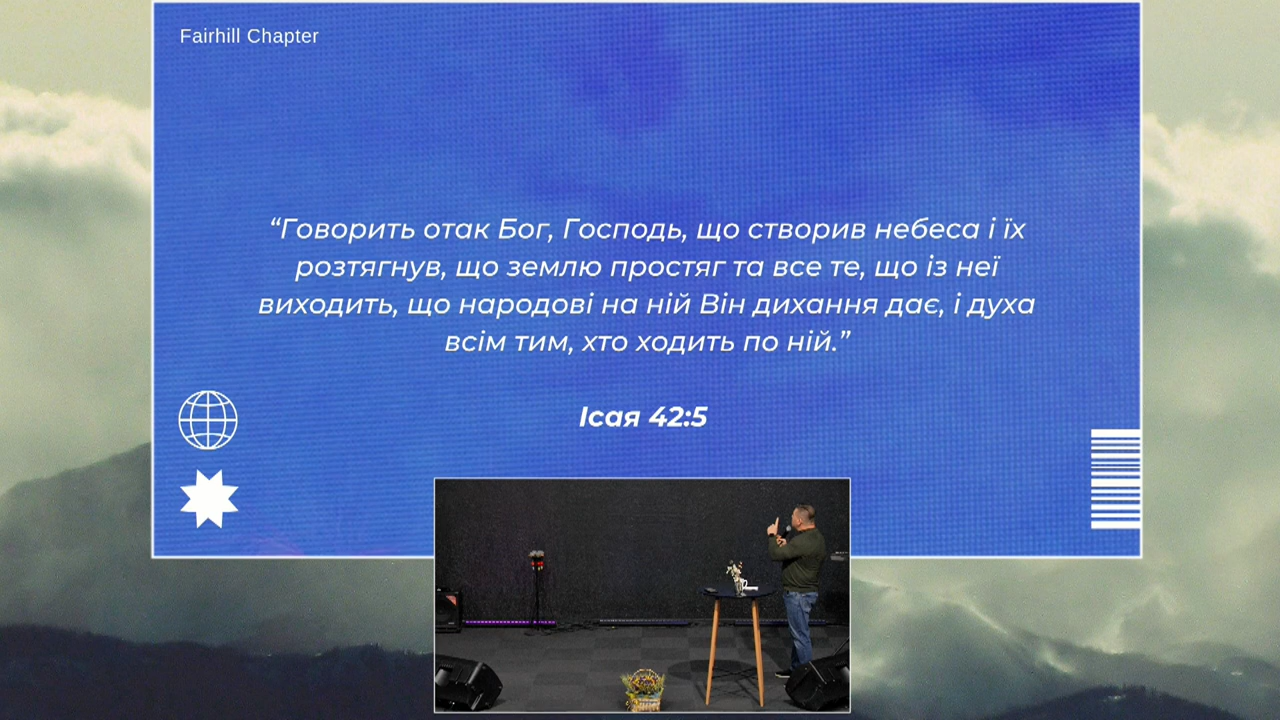 Fairhill Chapter
“Говорить отак Бог, Господь, що створив небеса і їх
розтягнув, що землю простяг та все те, що із неї
виходить, що народові на ній Він дихання дає, і духа
всім тим, хто ходить по ній.”
Ісая 42:5